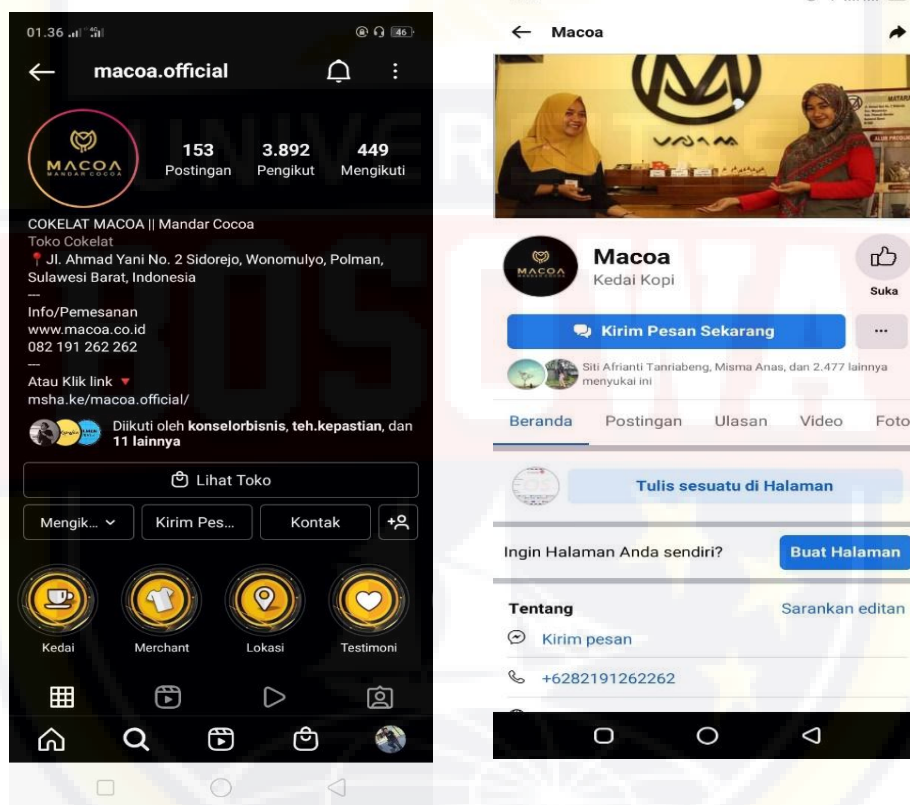 UNIVERSITAS
BOSOWA
01.36
4G
46
macoa.official
MACOA
MANDAR COCOA
153
3.892
449
Postingan
Pengikut
Mengikuti
COKELAT MACOA || Mandar Cocoa
Toko Cokelat
Jl. Ahmad Yani No. 2 Sidorejo, Wonomulyo, Polman,
Sulawesi Barat, Indonesia
---
Info/Pemesanan
www.macoa.co.id
082 191 262 262
---
Atau Klik link
msha.ke/macoa.official/
Diikuti oleh konselorbisnis, teh.kepastian, dan
11 lainnya
Lihat Toko
Mengik...
Kirim Pes...
Kontak
Kedai
Merchant
Lokasi
Testimoni
Macoa
MACOA
Macoa
Kedai Kopi
Suka
Kirim Pesan Sekarang
...
Siti Afrianti Tanriabeng, Misma Anas, dan 2.477 lainnya
menyukai ini
Beranda
Postingan
Ulasan
Video
Foto
Tulis sesuatu di Halaman
Ingin Halaman Anda sendiri?
Buat Halaman
Tentang
Sarankan editan
Kirim pesan
+6282191262262